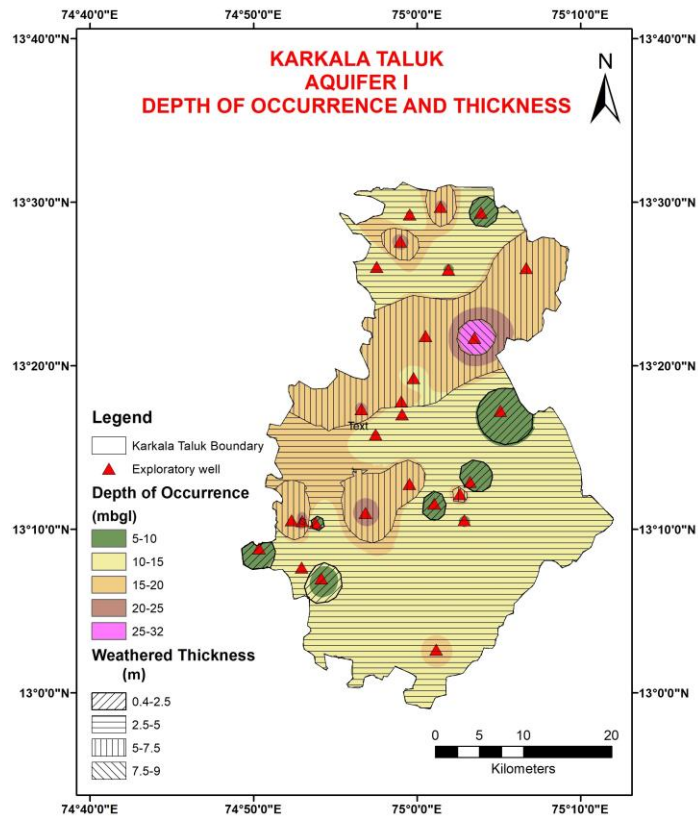 74°40'0"E 74°50'0"E 75°0'0"E 75°10'0"E
13°40'0"N 13°40'0"N
KARKALA TALUK
AQUIFER I
DEPTH OF OCCURRENCE AND THICKNESS
N
13°30'0"N 13°30'0"N
13°20'0"N 13°20'0"N
Text
Legend
Karkala Taluk Boundary
Exploratory well
Depth of Occurrence
(mbgl)
5-10
10-15
15-20
20-25
25-32
13°10'0"N 13°10'0"N
Weathered Thickness
(m)
0.4-2.5
2.5-5
5-7.5
7.5-9
13°0'0"N 13°0'0"N
0 5 10 20
Kilometers
74°40'0"E 74°50'0"E 75°0'0"E 75°10'0"E